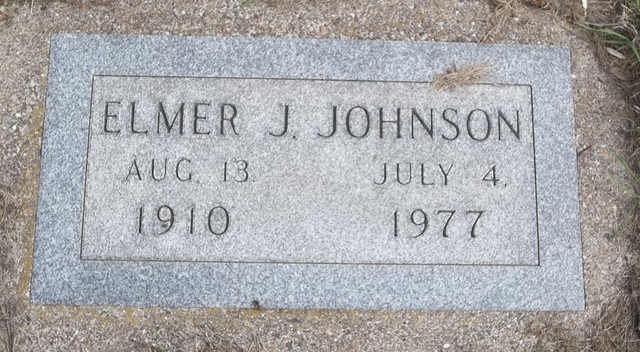 ELMER J. JOHNSON
AUG. 13. JULY 4.
1910 1977